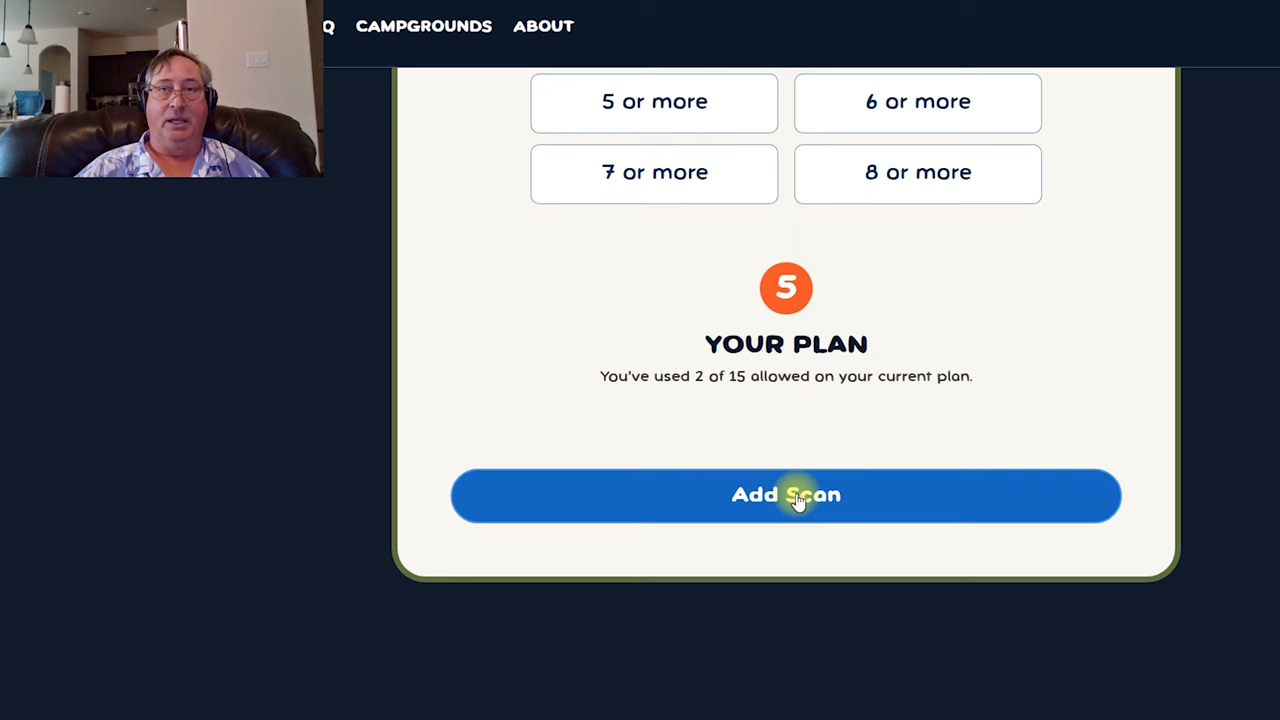 Q CAMPGROUNDS ABOUT
5 or more 6 or more
7 or more 8 or more
5
YOUR PLAN
You've used 2 of 15 allowed on your current plan.
Add Scan